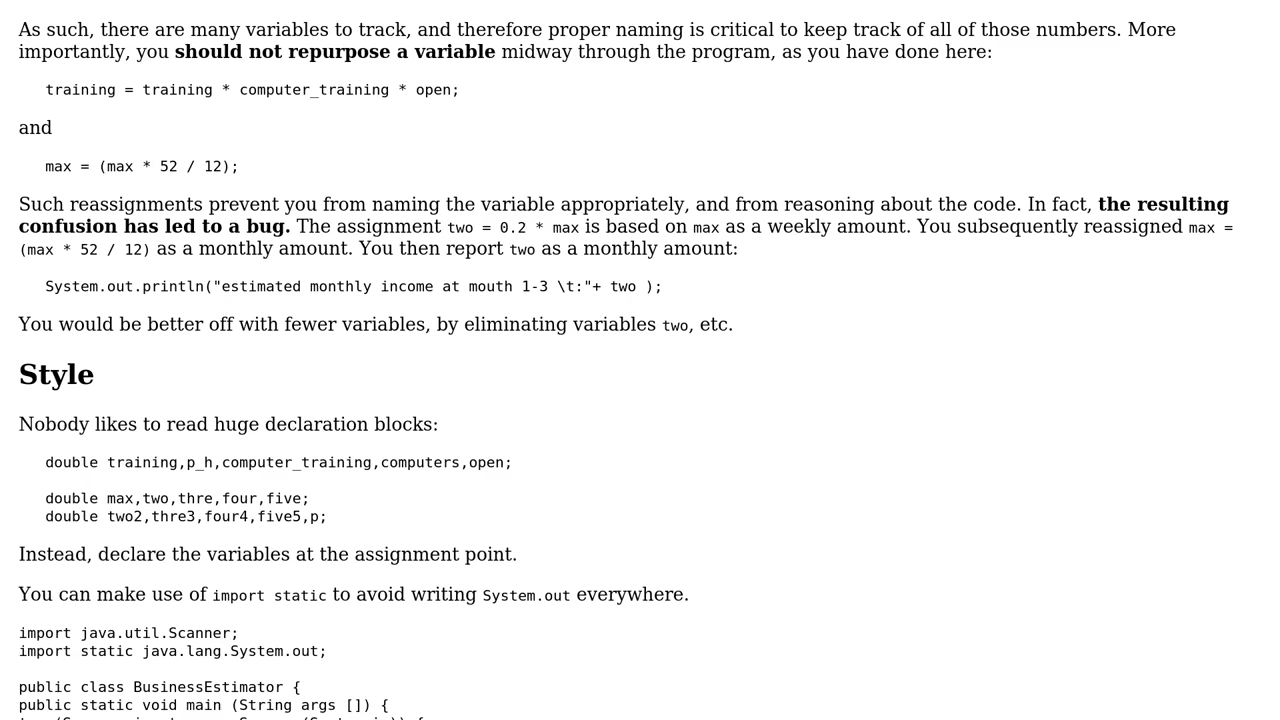 As such, there are many variables to track, and therefore proper naming is critical to keep track of all of those numbers. More
importantly, you should not repurpose a variable midway through the program, as you have done here:
training = training * computer_training * open;
and
max = (max * 52 / 12);
Such reassignments prevent you from naming the variable appropriately, and from reasoning about the code. In fact, the resulting
confusion has led to a bug. The assignment two = 0.2 * max is based on max as a weekly amount. You subsequently reassigned max =
(max * 52 / 12) as a monthly amount. You then report two as a monthly amount:
System.out.println("estimated monthly income at mouth 1-3 \t:"+ two );
You would be better off with fewer variables, by eliminating variables two, etc.
Style
Nobody likes to read huge declaration blocks:
double training,p_h,computer_training,computers,open;
double max,two,thre,four,five;
double two2,thre3,four4,five5,p;
Instead, declare the variables at the assignment point.
You can make use of import static to avoid writing System.out everywhere.
import java.util.Scanner;
import static java.lang.System.out;
public class BusinessEstimator {
public static void main (String args []) {